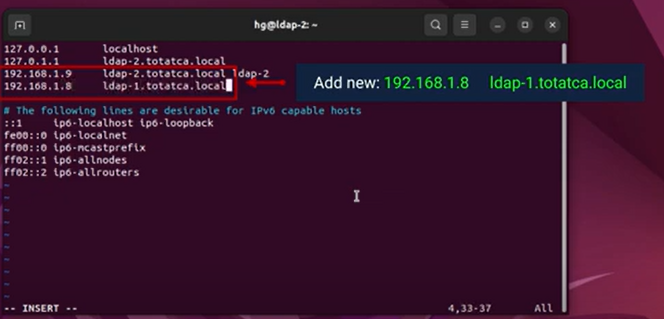 hg@ldap-2: ~
127.0.0.1 localhost
127.0.1.1 ldap-2.totatca.local
192.168.1.9 ldap-2.totatca.local ldap-2
192.168.1.8 ldap-1.totatca.local
Add new: 192.168.1.8 ldap-1.totatca.local
# The following lines are desirable for IPv6 capable hosts
::1 ip6-localhost ip6-loopback
fe00::0 ip6-localnet
ff00::0 ip6-mcastprefix
ff02::1 ip6-allnodes
ff02::2 ip6-allrouters
~
~
~
~
~
~
~
~
~
~
-- INSERT -- 4,33-37 All